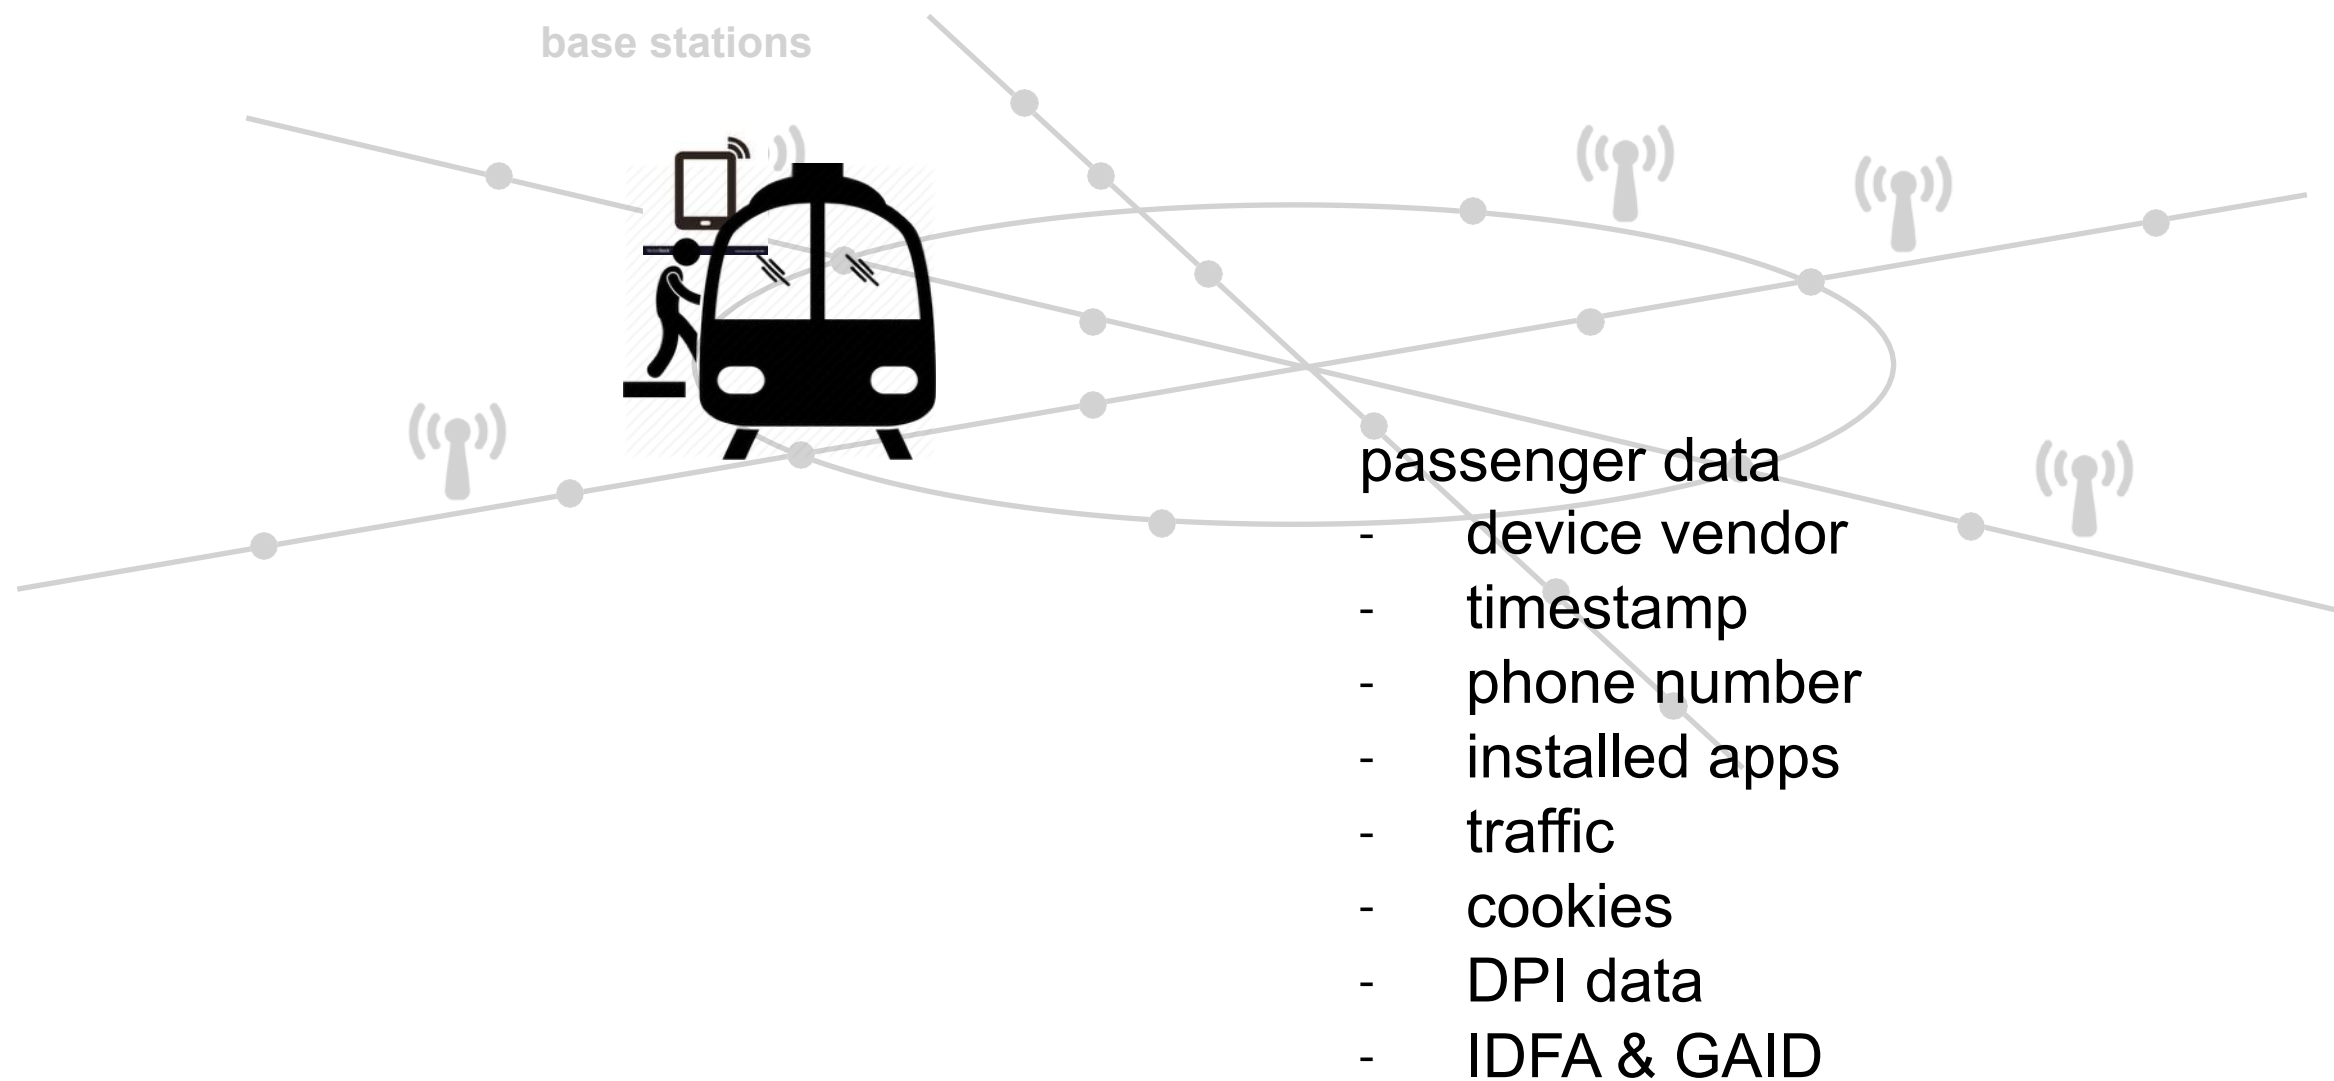 base stations
passenger data
- device vendor
- timestamp
- phone number
- installed apps
- traffic
- cookies
- DPI data
- IDFA & GAID